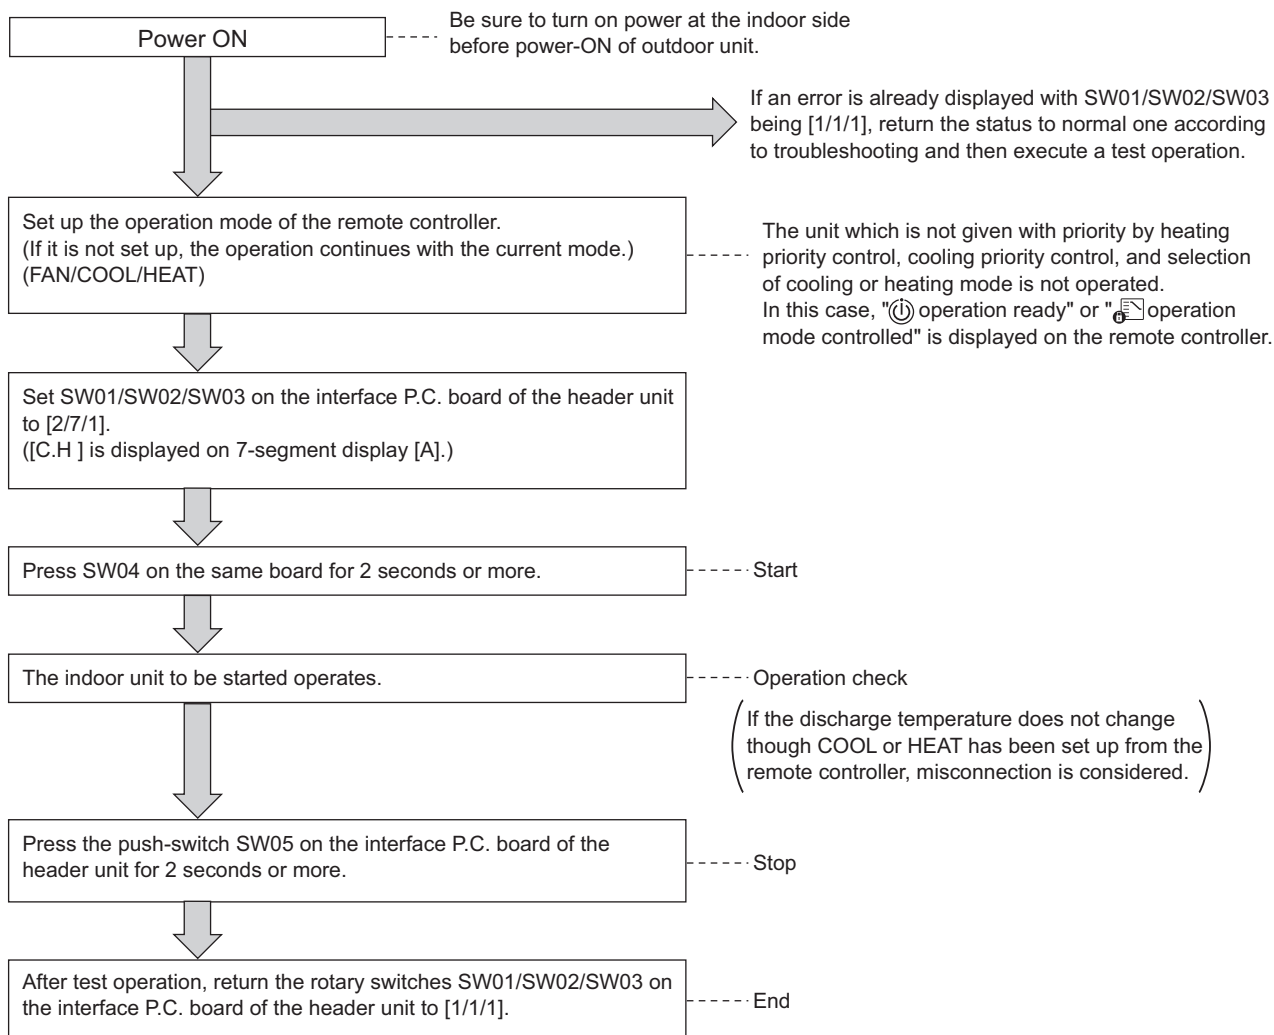 Power ON
Be sure to turn on power at the indoor side
before power-ON of outdoor unit.
If an error is already displayed with SW01/SW02/SW03
being [1/1/1], return the status to normal one according
to troubleshooting and then execute a test operation.
Set up the operation mode of the remote controller.
(If it is not set up, the operation continues with the current mode.)
(FAN/COOL/HEAT)
The unit which is not given with priority by heating
priority control, cooling priority control, and selection
of cooling or heating mode is not operated.
In this case, " operation ready" or " operation
mode controlled" is displayed on the remote controller.
Set SW01/SW02/SW03 on the interface P.C. board of the header unit
to [2/7/1].
([C.H ] is displayed on 7-segment display [A].)
Press SW04 on the same board for 2 seconds or more.
Start
The indoor unit to be started operates.
Operation check
If the discharge temperature does not change
though COOL or HEAT has been set up from the
remote controller, misconnection is considered.
Press the push-switch SW05 on the interface P.C. board of the
header unit for 2 seconds or more.
Stop
After test operation, return the rotary switches SW01/SW02/SW03 on
the interface P.C. board of the header unit to [1/1/1].
End